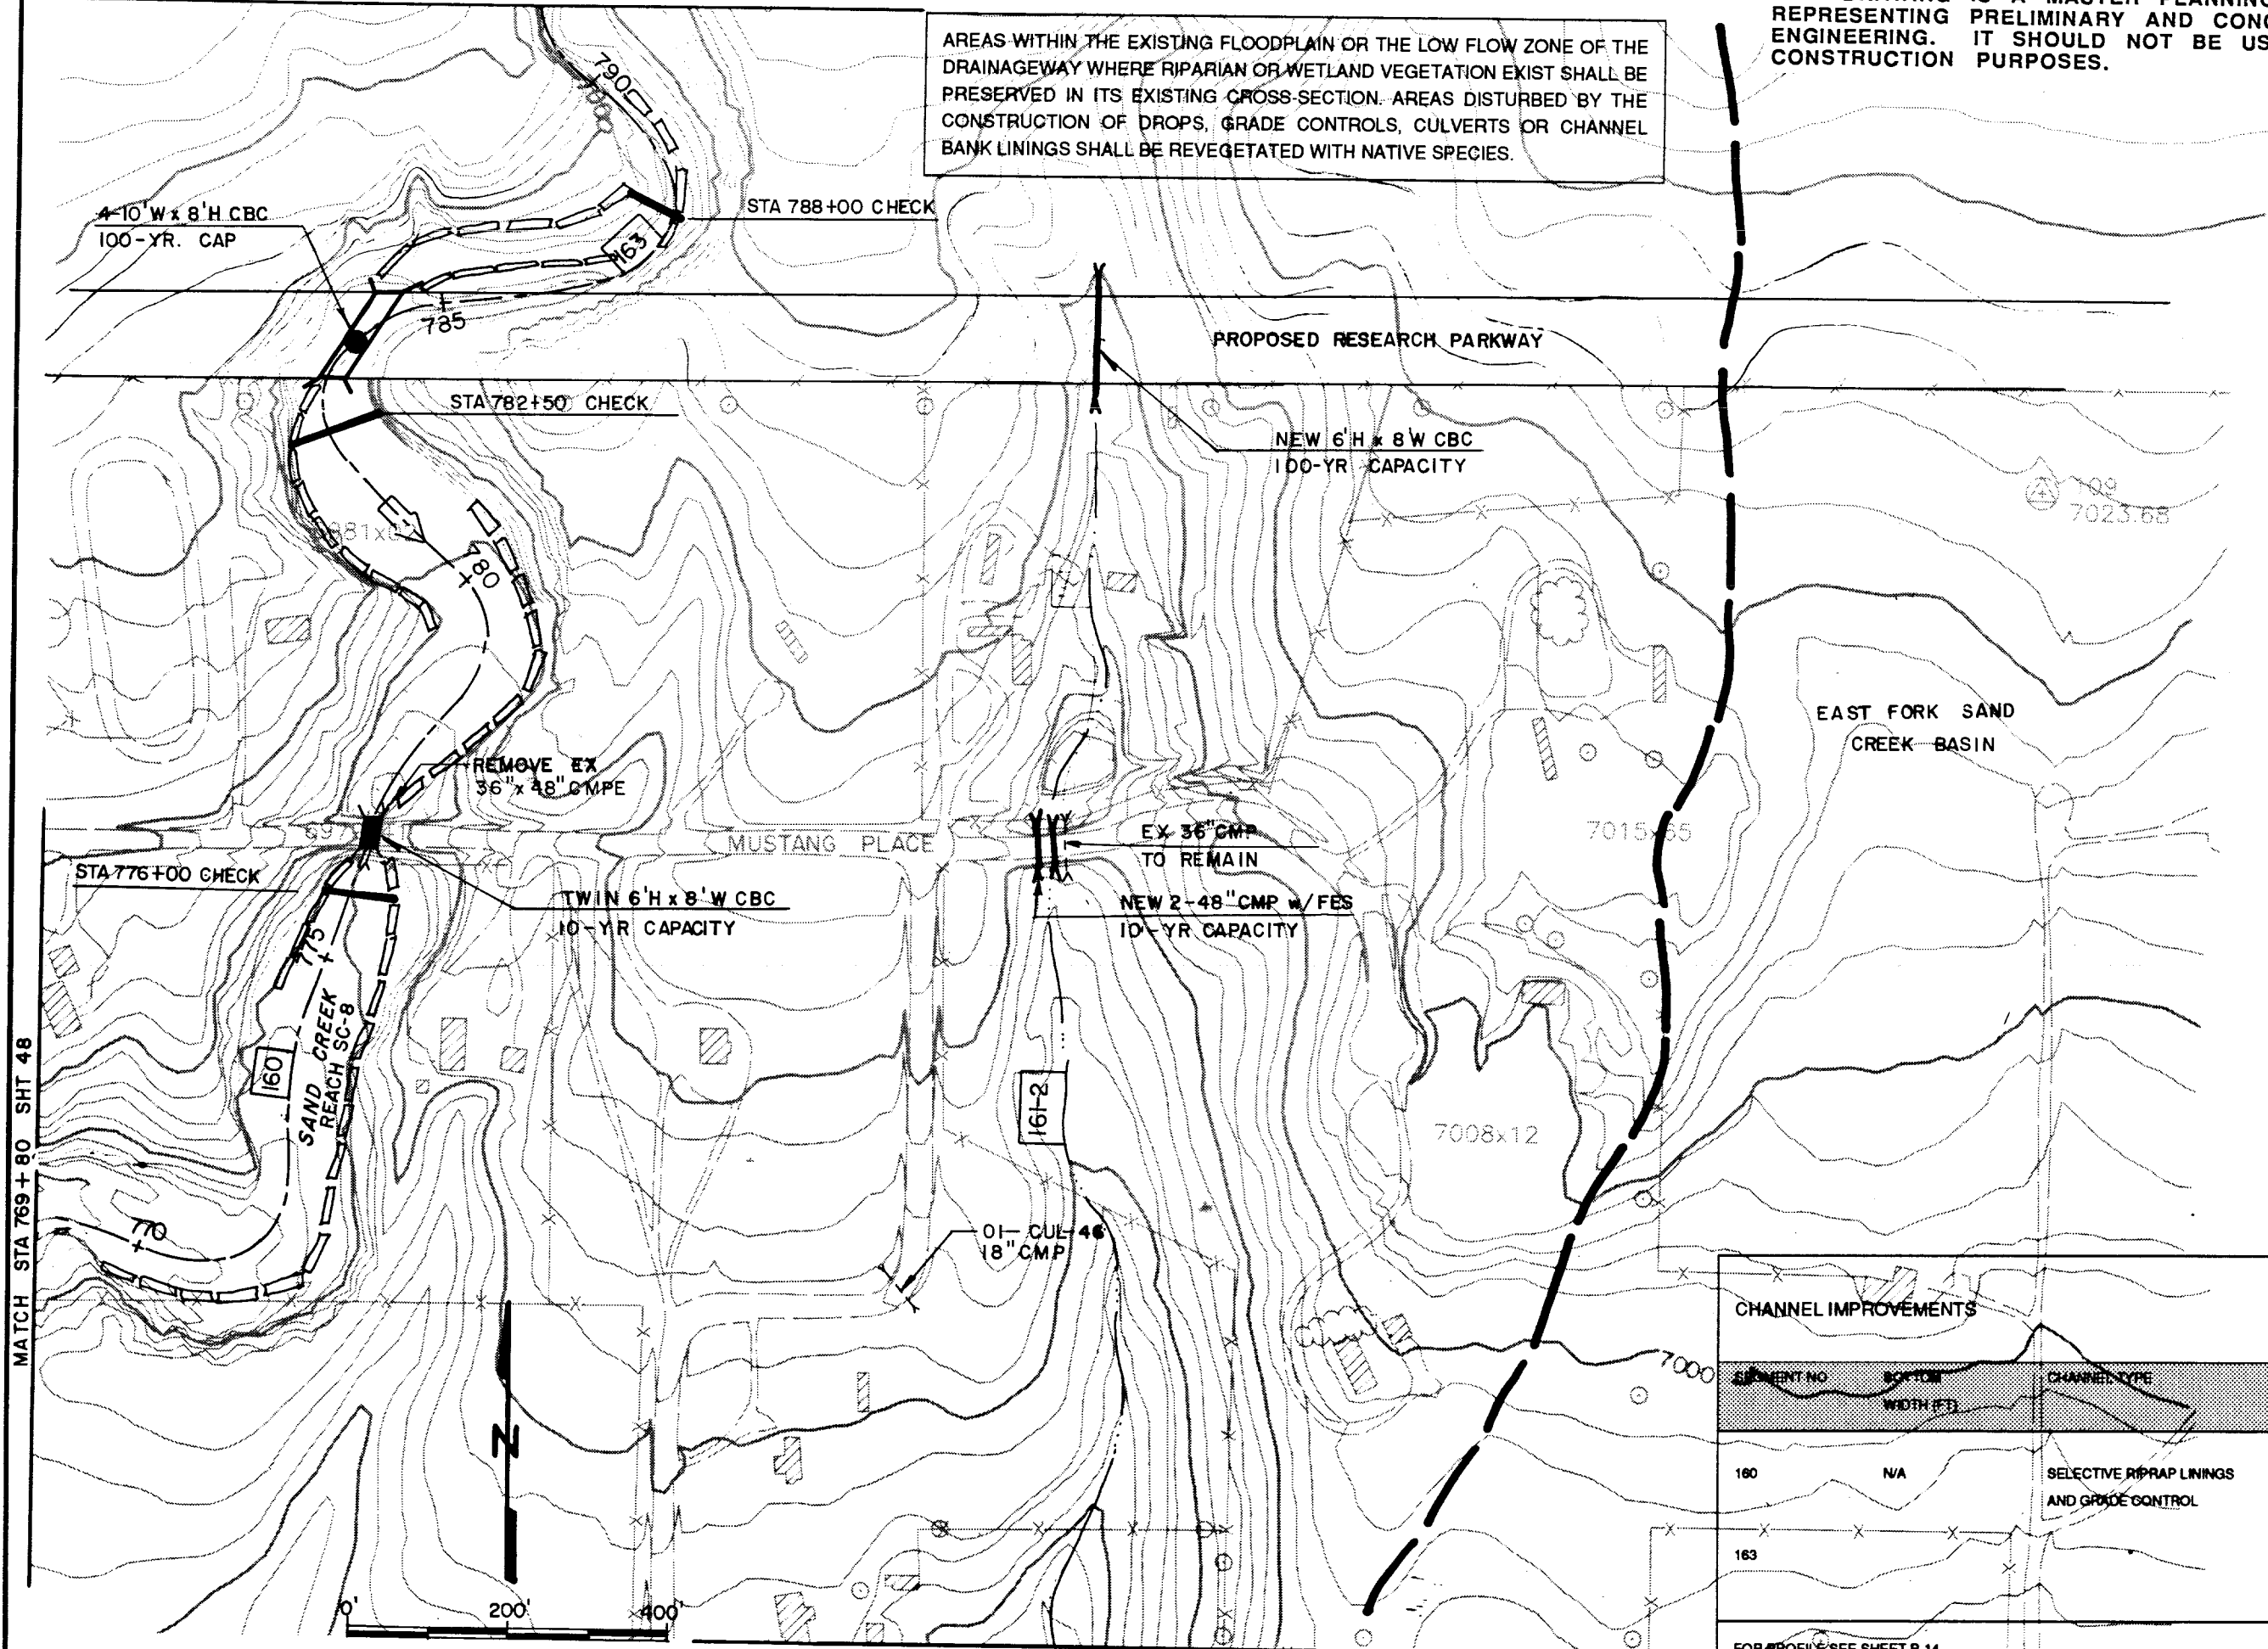 REPRESENTING PRELIMINARY AND CONC
ENGINEERING. IT SHOULD NOT BE US
CONSTRUCTION PURPOSES.
AREAS WITHIN THE EXISTING FLOODPLAIN OR THE LOW FLOW ZONE OF THE
DRAINAGEWAY WHERE RIPARIAN OR WETLAND VEGETATION EXIST SHALL BE
PRESERVED IN ITS EXISTING CROSS-SECTION. AREAS DISTURBED BY THE
CONSTRUCTION OF DROPS, GRADE CONTROLS, CULVERTS OR CHANNEL
BANK LININGS SHALL BE REVEGETATED WITH NATIVE SPECIES.
790
4-10'W x 8'H CBC
100-YR. CAP
STA 788+00 CHECK
163
785
PROPOSED RESEARCH PARKWAY
STA 782+50 CHECK
NEW 6'H x 8'W CBC
100-YR CAPACITY
109
7023.68
780
EAST FORK SAND
CREEK BASIN
REMOVE EX
36"x 48" CMPE
MUSTANG PLACE
EX 36"CMP
TO REMAIN
7015x65
STA 776+00 CHECK
TWIN 6'H x 8'W CBC
10-YR CAPACITY
NEW 2-48"CMP w/FES
10-YR CAPACITY
775
SAND CREEK
REACH SC-8
160
161-2
7008x12
MATCH STA 769+80 SHT 48
770
01-CUL-46
18"CMP
7000
N
0' 200' 400'
CHANNEL IMPROVEMENTS
SEGMENT NO BOTTOM CHANNEL TYPE
WIDTH (FT)
160 N/A SELECTIVE RIPRAP LININGS
AND GRADE CONTROL
163
FOR PROFILE SEE SHEET P-14